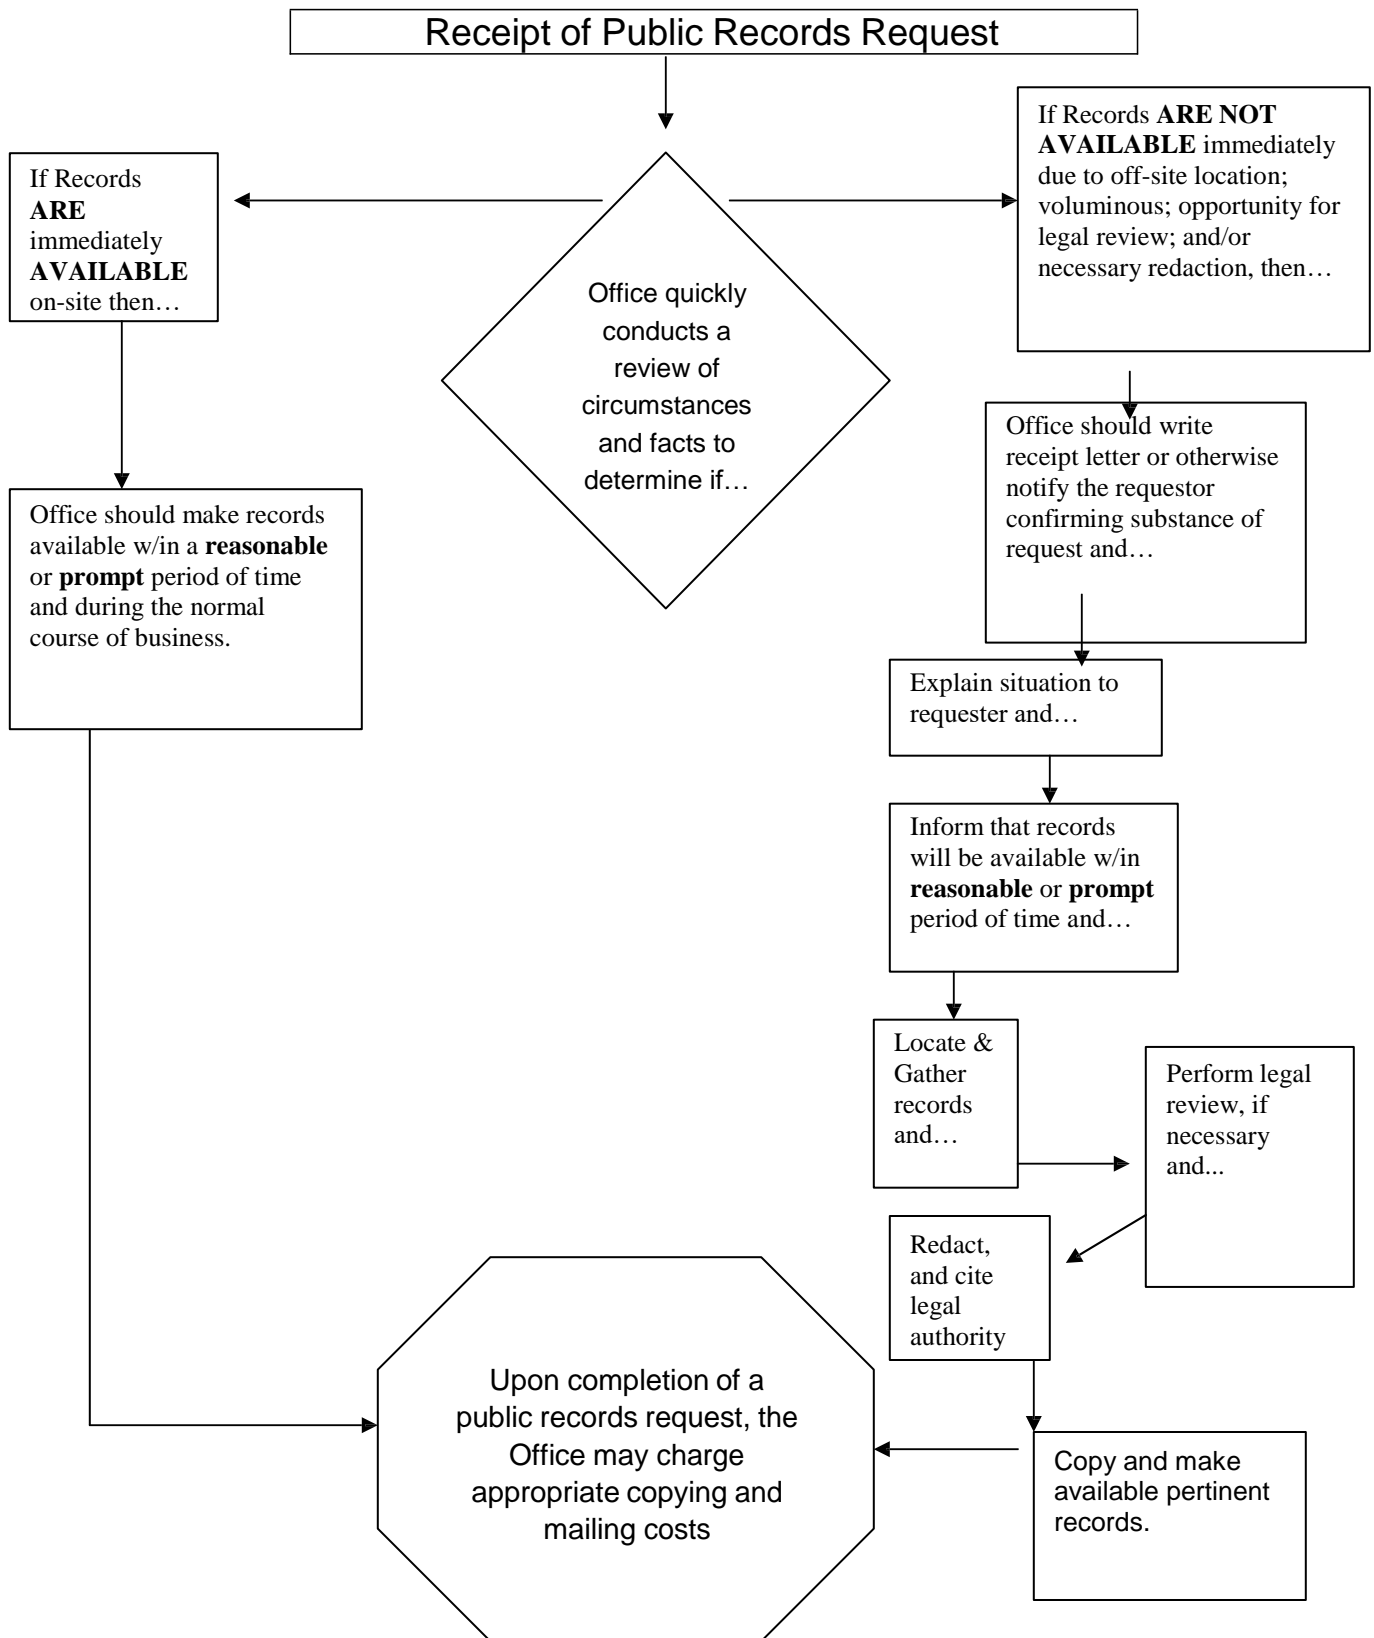 Receipt of Public Records Request
If Records
ARE
immediately
AVAILABLE
on-site then…
Office quickly
conducts a
review of
circumstances
and facts to
determine if…
If Records ARE NOT
AVAILABLE immediately
due to off-site location;
voluminous; opportunity for
legal review; and/or
necessary redaction, then…
Office should make records
available w/in a reasonable
or prompt period of time
and during the normal
course of business.
Office should write
receipt letter or otherwise
notify the requestor
confirming substance of
request and…
Explain situation to
requester and…
Inform that records
will be available w/in
reasonable or prompt
period of time and…
Locate &
Gather
records
and…
Perform legal
review, if
necessary
and...
Redact,
and cite
legal
authority
Copy and make
available pertinent
records.
Upon completion of a
public records request, the
Office may charge
appropriate copying and
mailing costs